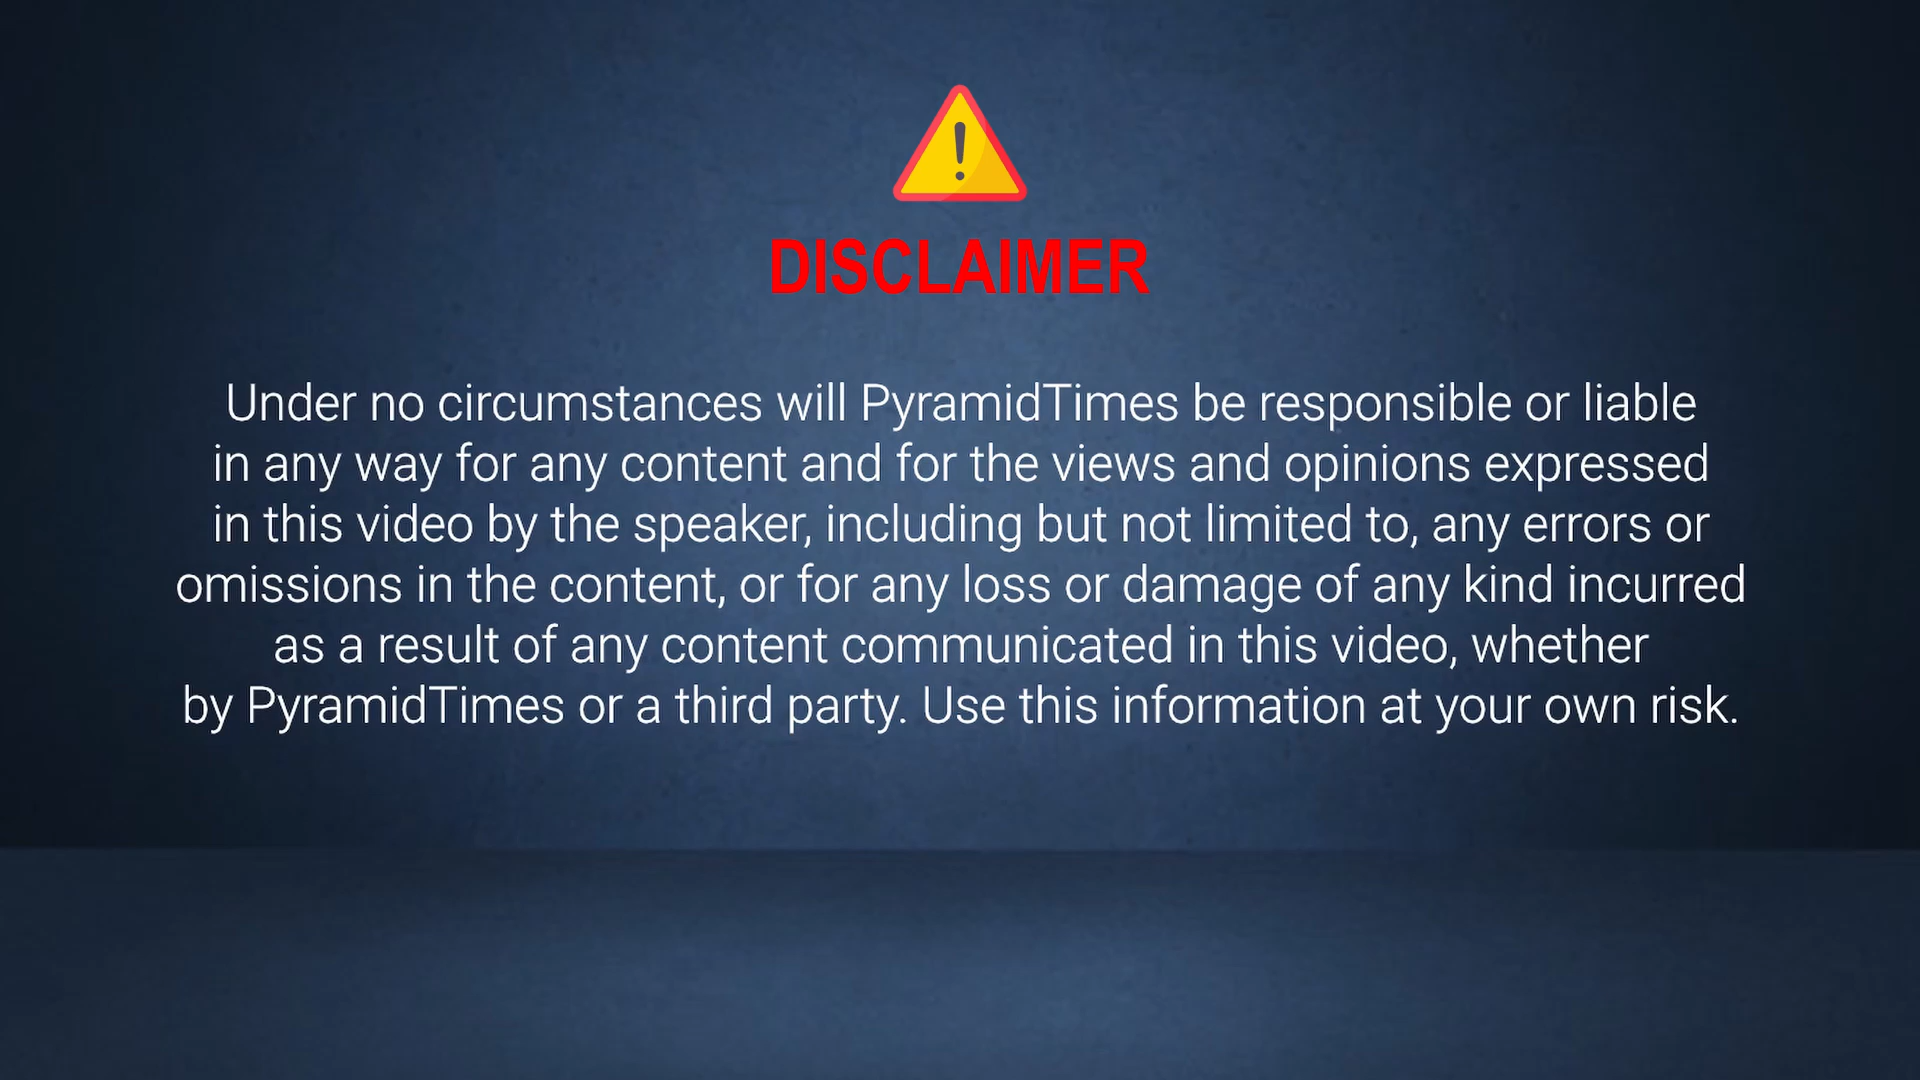 DISCLAIMER
Under no circumstances will PyramidTimes be responsible or liable
in any way for any content and for the views and opinions expressed
in this video by the speaker, including but not limited to, any errors or
omissions in the content, or for any loss or damage of any kind incurred
as a result of any content communicated in this video, whether
by PyramidTimes or a third party. Use this information at your own risk.